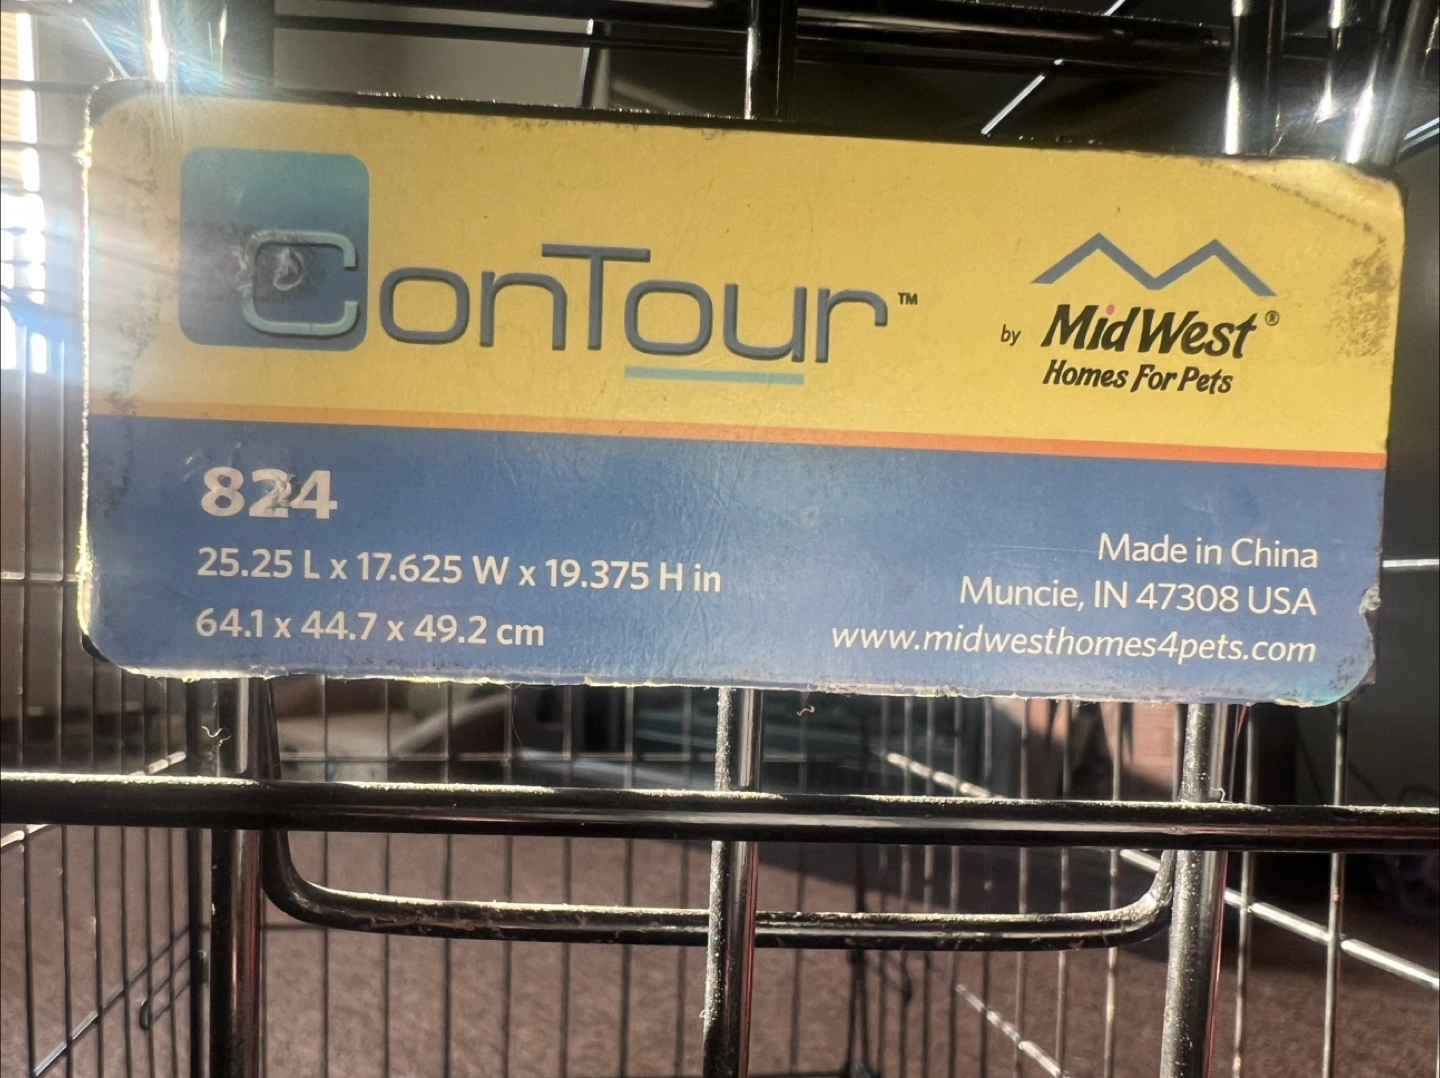 ConTour™
by MidWest®
Homes For Pets
824
25.25 L x 17.625 W x 19.375 H in
64.1 x 44.7 x 49.2 cm
Made in China
Muncie, IN 47308 USA
www.midwesthomes4pets.com